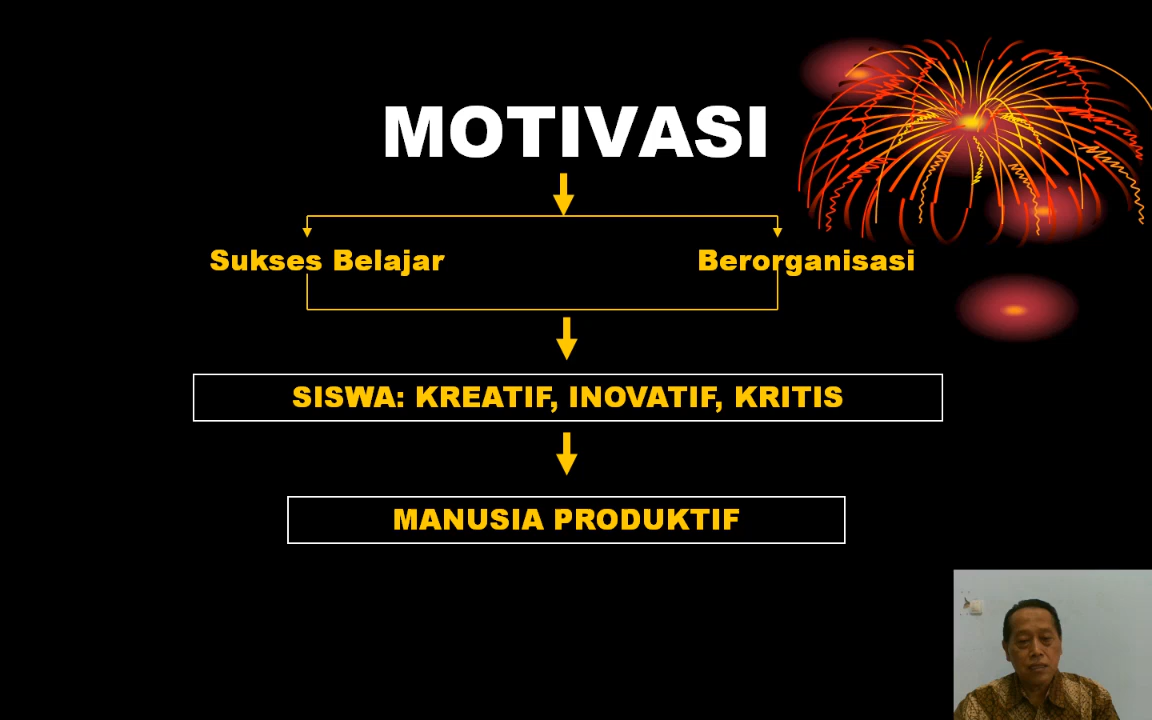 MOTIVASI
Sukses Belajar
Berorganisasi
SISWA: KREATIF, INOVATIF, KRITIS
MANUSIA PRODUKTIF